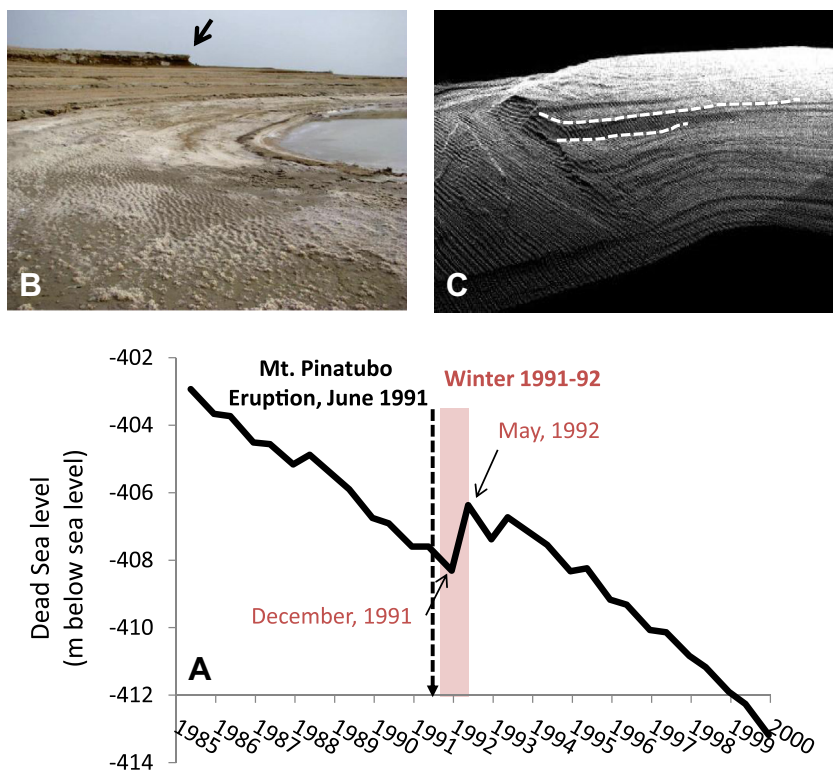 B
C
-402
-404
-406
-408
-410
-412
-414
Dead Sea level
(m below sea level)
Mt. Pinatubo
Eruption, June 1991
Winter 1991-92
May, 1992
December, 1991
A
1985
1986
1987
1988
1989
1990
1991
1992
1993
1994
1995
1996
1997
1998
1999
2000